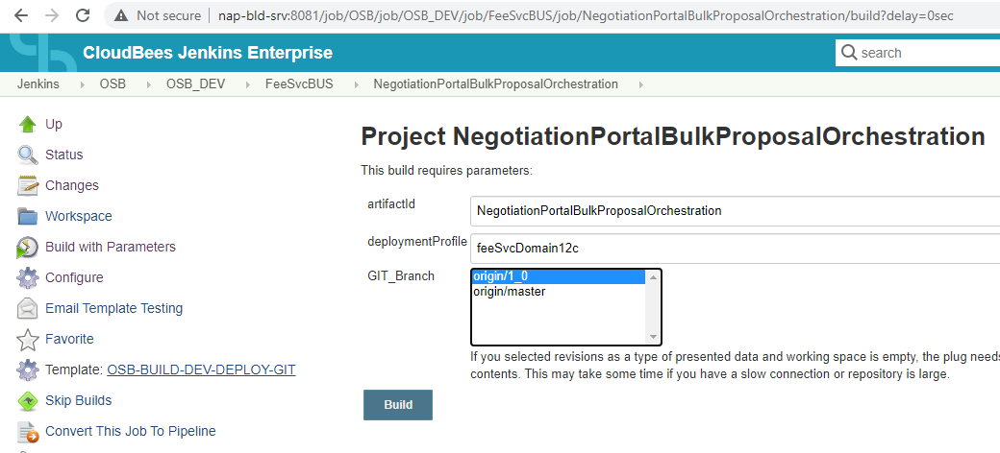 Not secure | nap-bld-srv:8081/job/OSB/job/OSB_DEV/job/FeeSvcBUS/job/NegotiationPortalBulkProposalOrchestration/build?delay=0sec
CloudBees Jenkins Enterprise
search
Jenkins OSB OSB_DEV FeeSvcBUS NegotiationPortalBulkProposalOrchestration
Up
Status
Changes
Workspace
Build with Parameters
Configure
Email Template Testing
Favorite
Template: OSB-BUILD-DEV-DEPLOY-GIT
Skip Builds
Convert This Job To Pipeline
Project NegotiationPortalBulkProposalOrchestration
This build requires parameters:
artifactId NegotiationPortalBulkProposalOrchestration
deploymentProfile feeSvcDomain12c
GIT_Branch origin/1_0
origin/master
If you selected revisions as a type of presented data and working space is empty, the plug needs
contents. This may take some time if you have a slow connection or repository is large.
Build